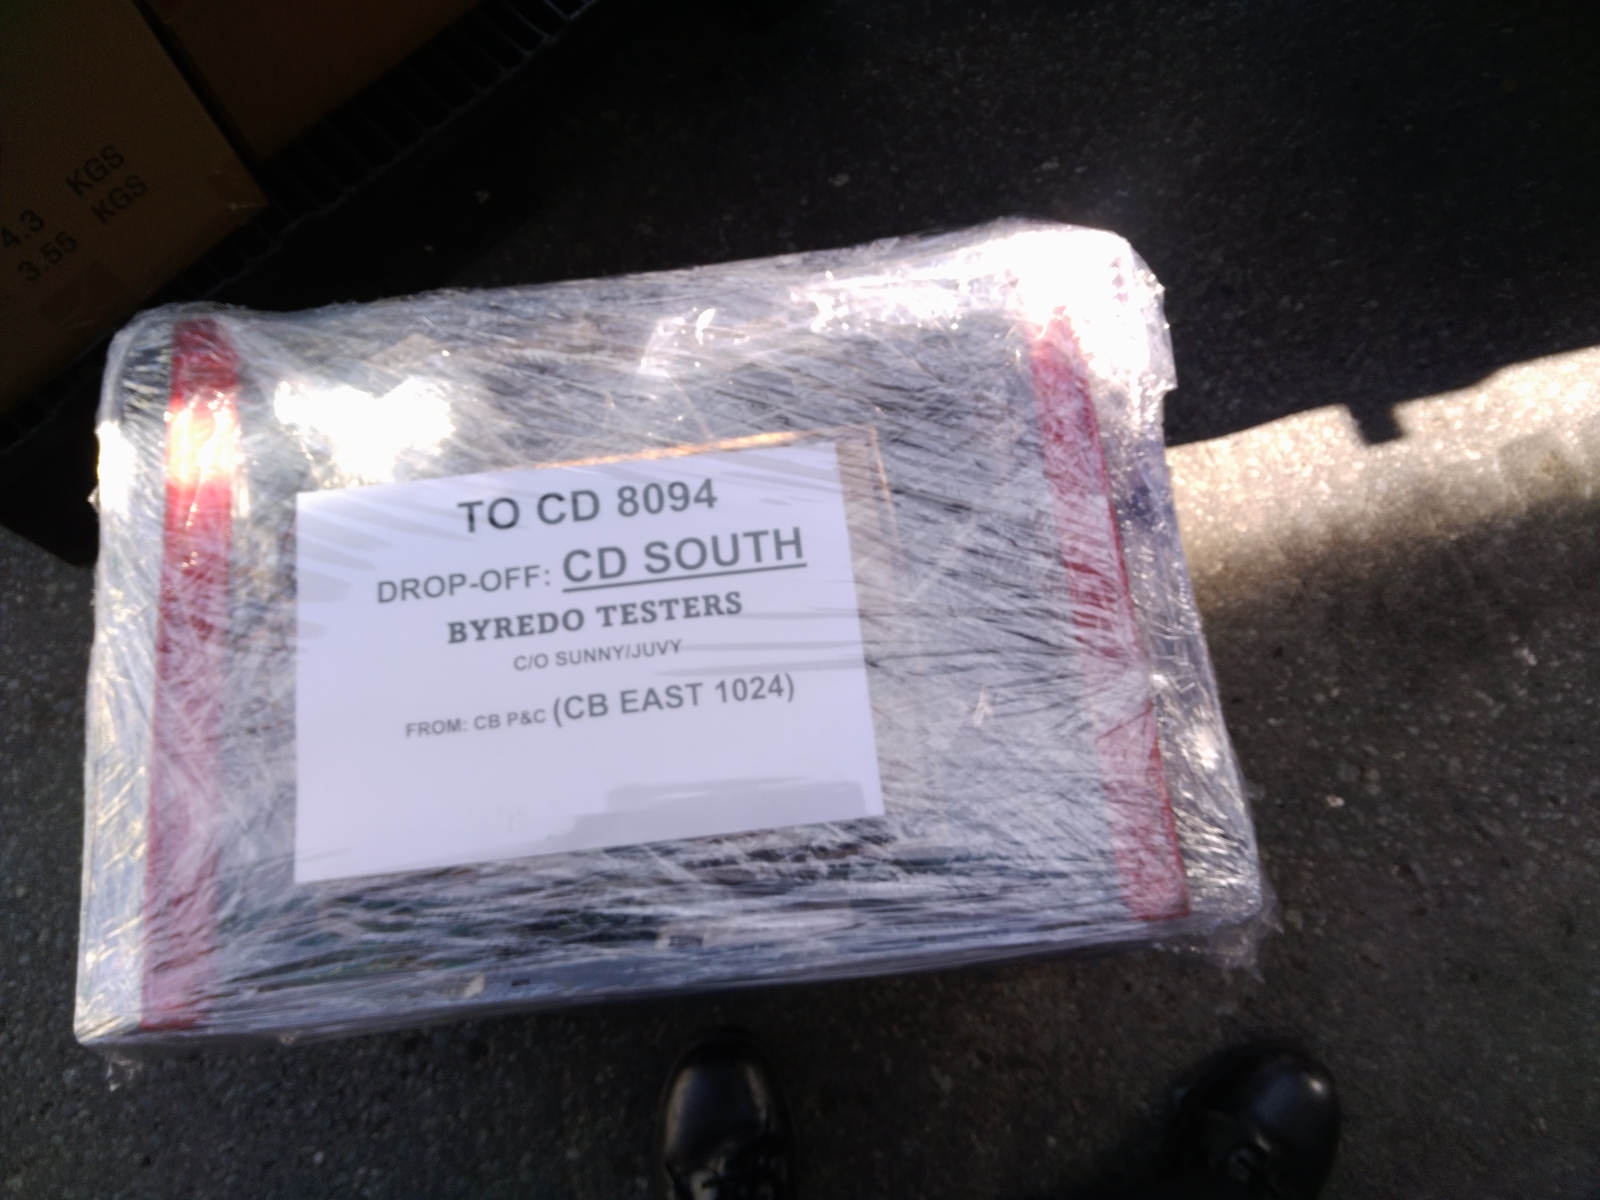 4.3 KGS
3.55 KGS
TO CD 8094
DROP-OFF: CD SOUTH
BYREDO TESTERS
C/O SUNNY/JUVY
FROM: CB P&C (CB EAST 1024)